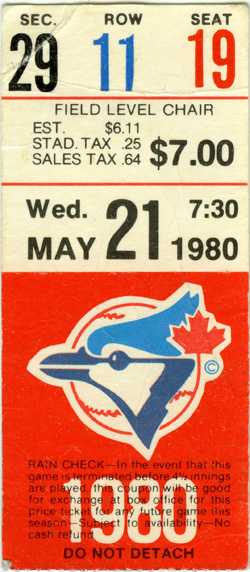 SEC. ROW SEAT
29 11 19
FIELD LEVEL CHAIR
EST. $6.11
STAD. TAX .25
SALES TAX .64 $7.00
Wed. 21 7:30
MAY 1980
©
RAIN CHECK—In the event that this
game is terminated before 4½ innings
are played, this coupon will be good
for exchange at box office for this
price ticket to any future game this
season—Subject to availability—No
cash refund
1980
DO NOT DETACH